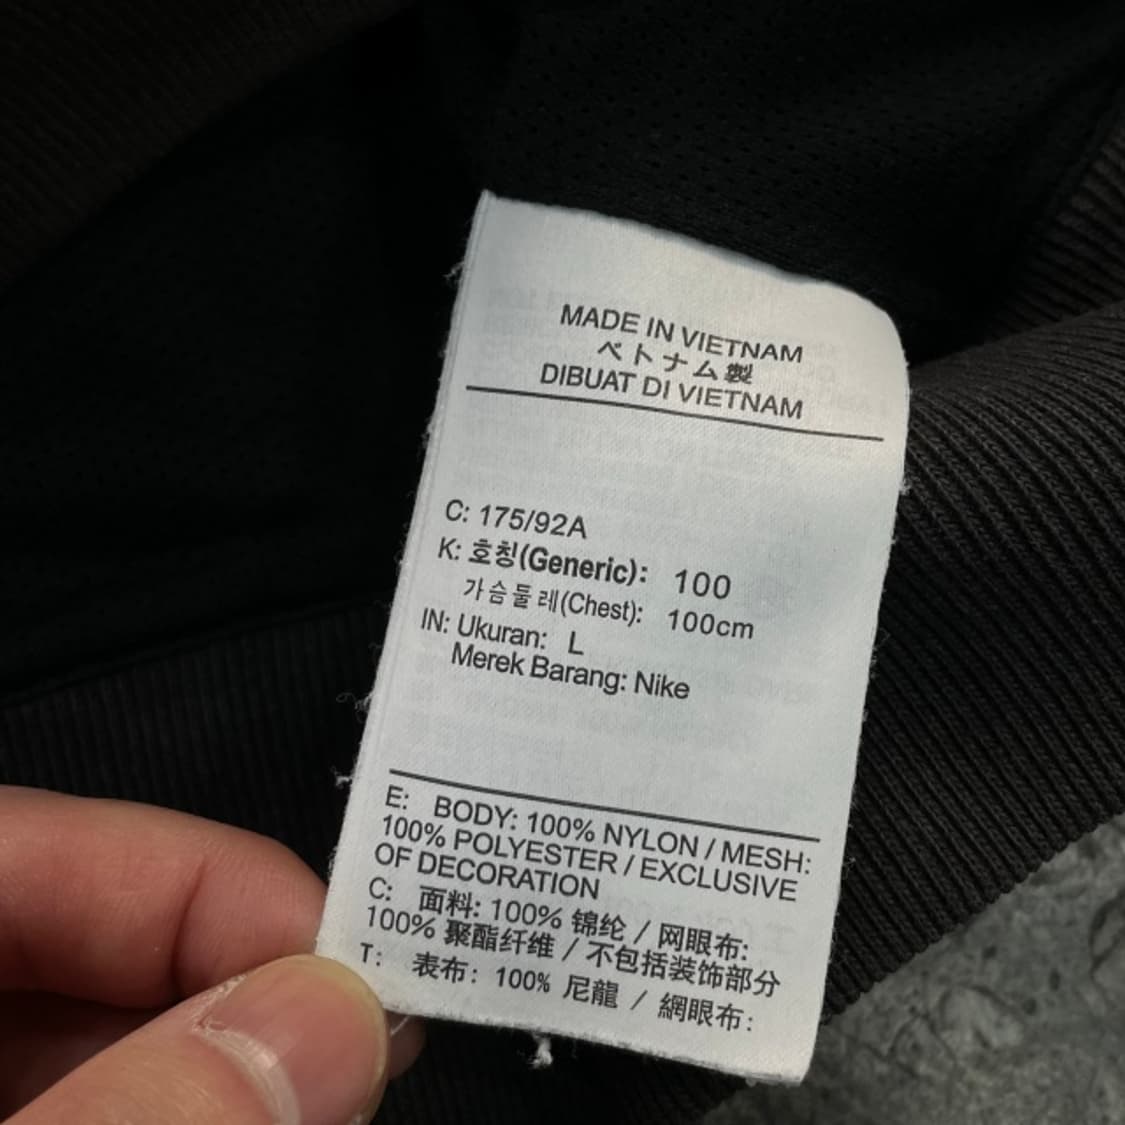 MADE IN VIETNAM
ベトナム製
DIBUAT DI VIETNAM
C: 175/92A
K: 호칭(Generic): 100
가슴둘레(Chest): 100cm
IN: Ukuran: L
Merek Barang: Nike
E: BODY: 100% NYLON / MESH:
100% POLYESTER / EXCLUSIVE
OF DECORATION
C: 面料: 100% 锦纶 / 网眼布:
100% 聚酯纤维 / 不包括装饰部分
T: 表布: 100% 尼龍 / 網眼布: